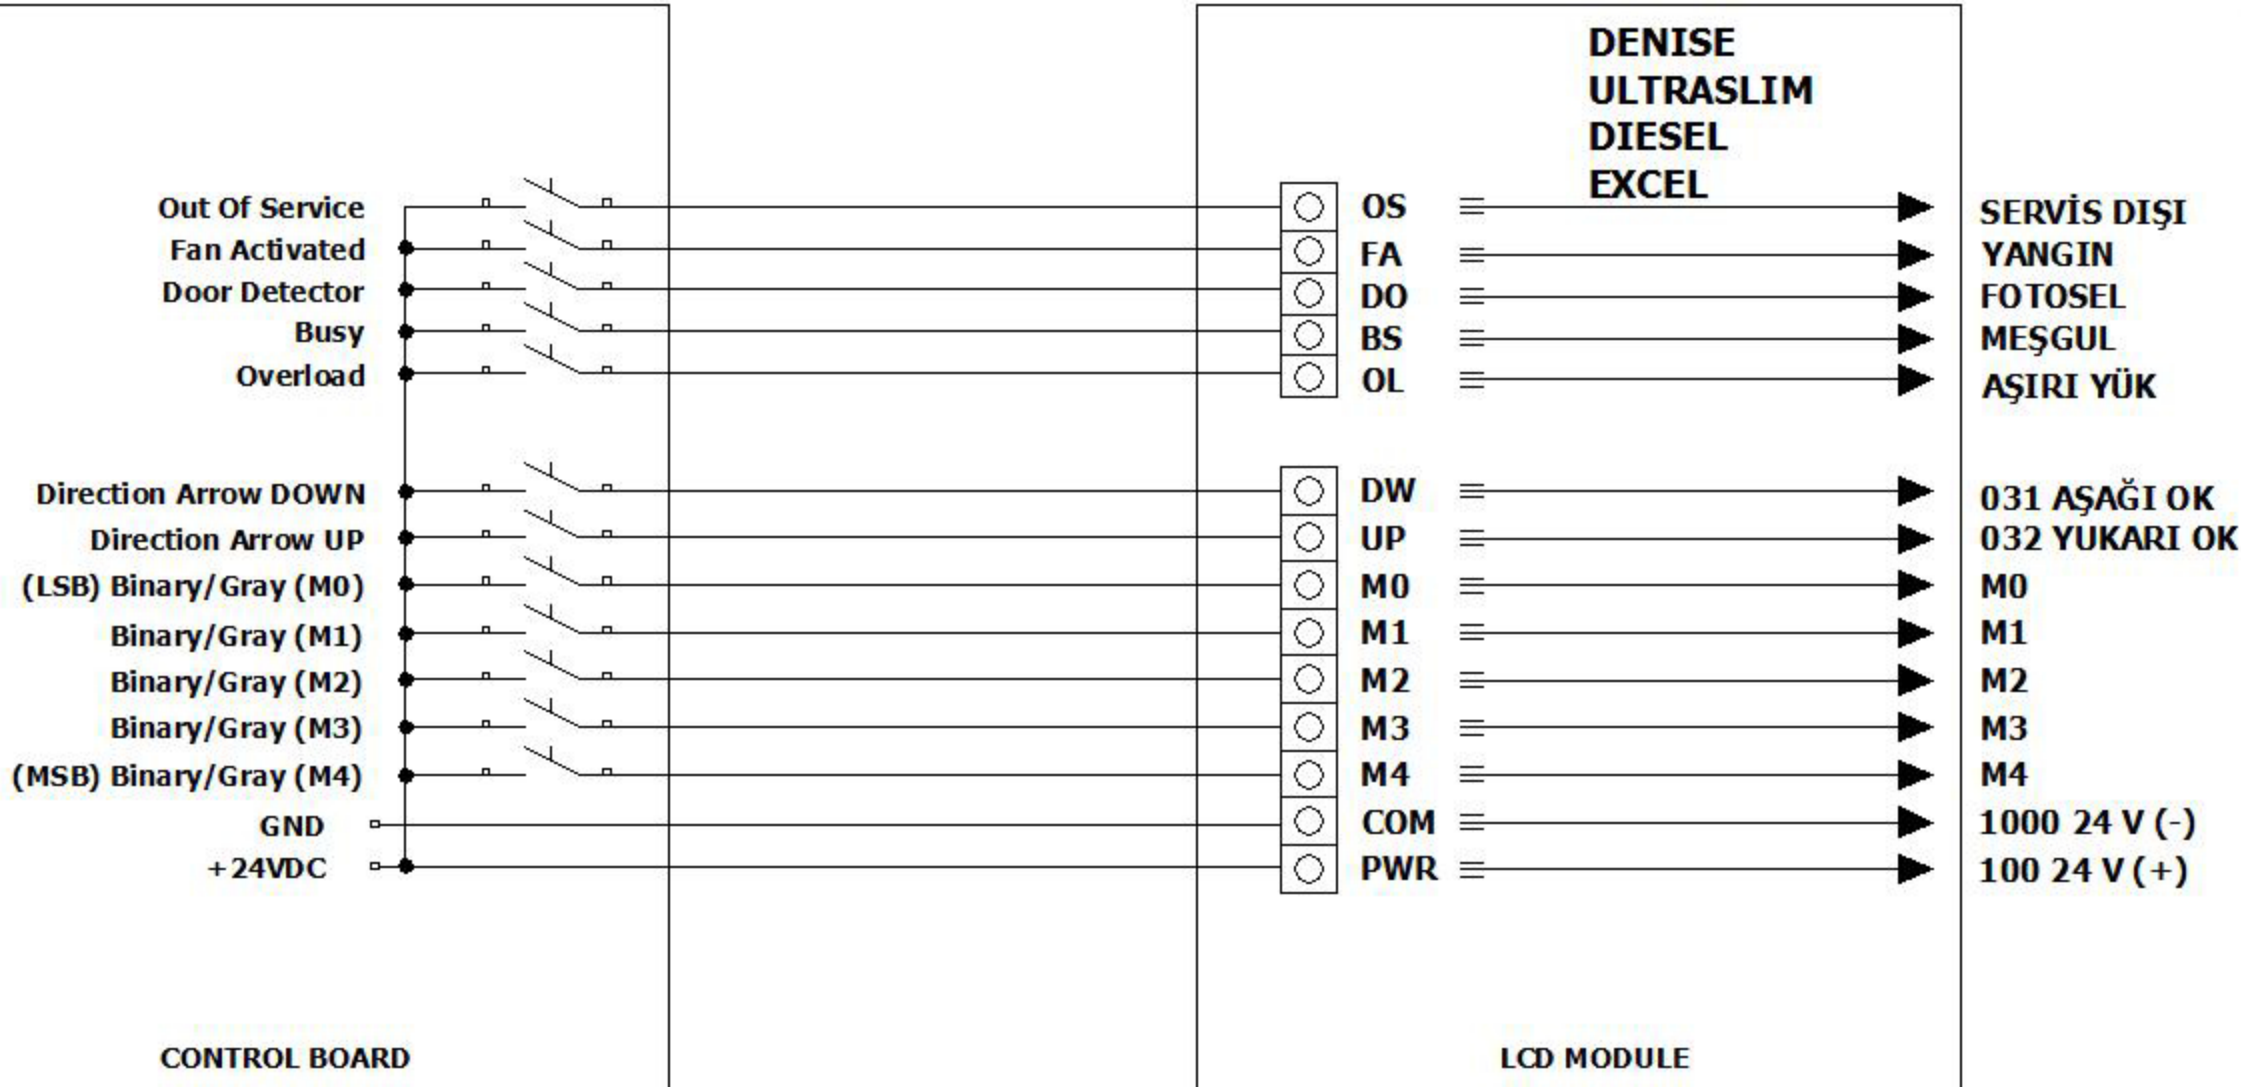 DENISE
ULTRASLIM
DIESEL
EXCEL
Out Of Service OS SERVİS DIŞI
Fan Activated FA YANGIN
Door Detector DO FOTOSEL
Busy BS MEŞGUL
Overload OL AŞIRI YÜK
Direction Arrow DOWN DW 031 AŞAĞI OK
Direction Arrow UP UP 032 YUKARI OK
(LSB) Binary/Gray (M0) M0 M0
Binary/Gray (M1) M1 M1
Binary/Gray (M2) M2 M2
Binary/Gray (M3) M3 M3
(MSB) Binary/Gray (M4) M4 M4
GND COM 1000 24 V (-)
+24VDC PWR 100 24 V (+)
CONTROL BOARD LCD MODULE